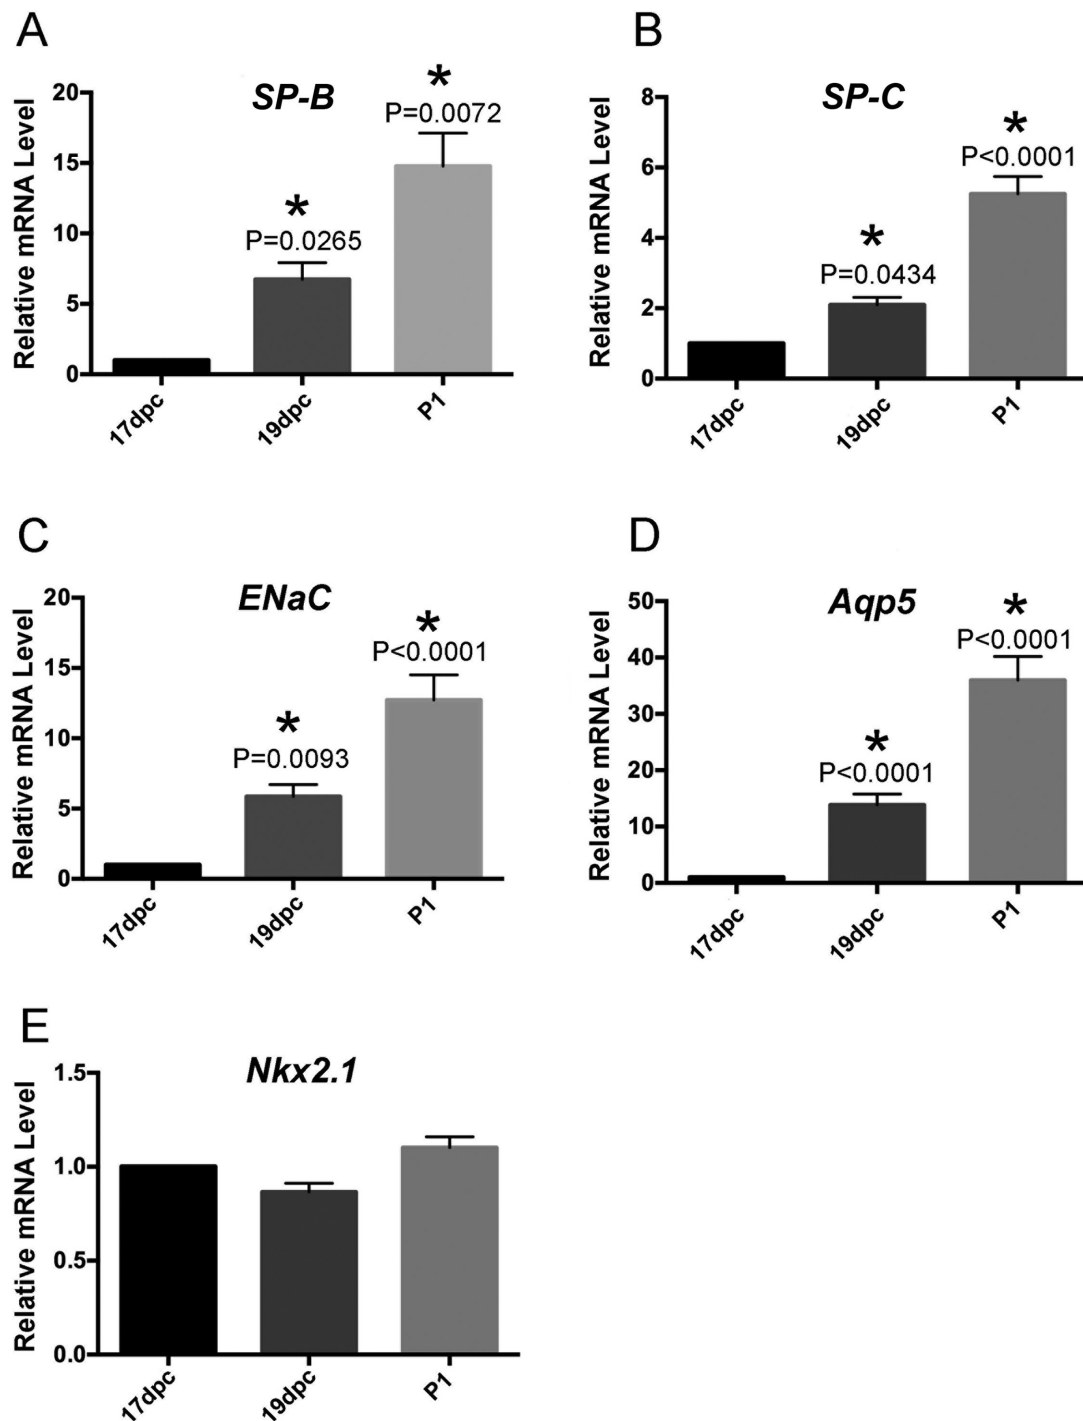 A
SP-B
Relative mRNA Level
20
15
10
5
0
*
P=0.0265
*
P=0.0072
17dpc
19dpc
P1
B
SP-C
Relative mRNA Level
8
6
4
2
0
*
P=0.0434
*
P<0.0001
17dpc
19dpc
P1
C
ENaC
Relative mRNA Level
20
15
10
5
0
*
P=0.0093
*
P<0.0001
17dpc
19dpc
P1
D
Aqp5
Relative mRNA Level
50
40
30
20
10
0
*
P<0.0001
*
P<0.0001
17dpc
19dpc
P1
E
Nkx2.1
Relative mRNA Level
1.5
1.0
0.5
0.0
17dpc
19dpc
P1